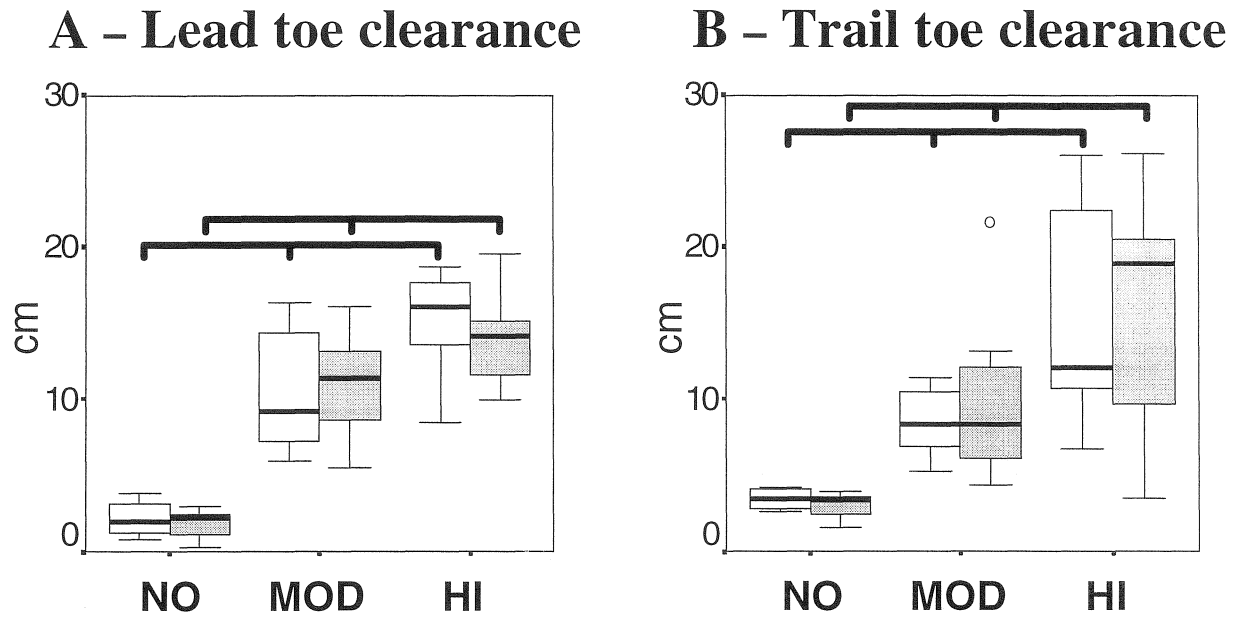 A – Lead toe clearance
30
20
10
0
cm
NO MOD HI
B – Trail toe clearance
30
20
10
0
cm
NO MOD HI